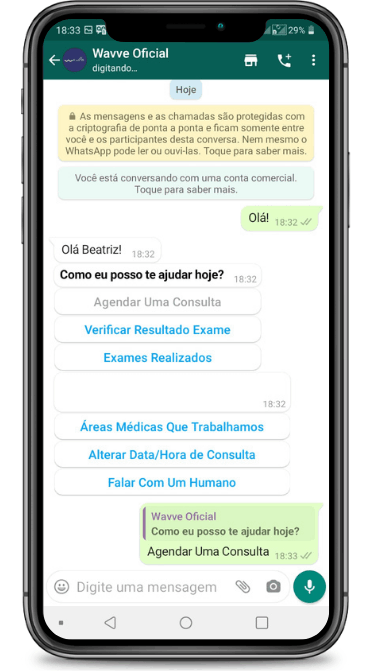 18:33
29%
Wavve Oficial
digitando...
Hoje
As mensagens e as chamadas são protegidas com
a criptografia de ponta a ponta e ficam somente entre
você e os participantes desta conversa. Nem mesmo o
WhatsApp pode ler ou ouvi-las. Toque para saber mais.
Você está conversando com uma conta comercial.
Toque para saber mais.
Olá! 18:32
Olá Beatriz! 18:32
Como eu posso te ajudar hoje? 18:32
Agendar Uma Consulta
Verificar Resultado Exame
Exames Realizados
18:32
Áreas Médicas Que Trabalhamos
Alterar Data/Hora de Consulta
Falar Com Um Humano
Wavve Oficial
Como eu posso te ajudar hoje?
Agendar Uma Consulta 18:33
Digite uma mensagem